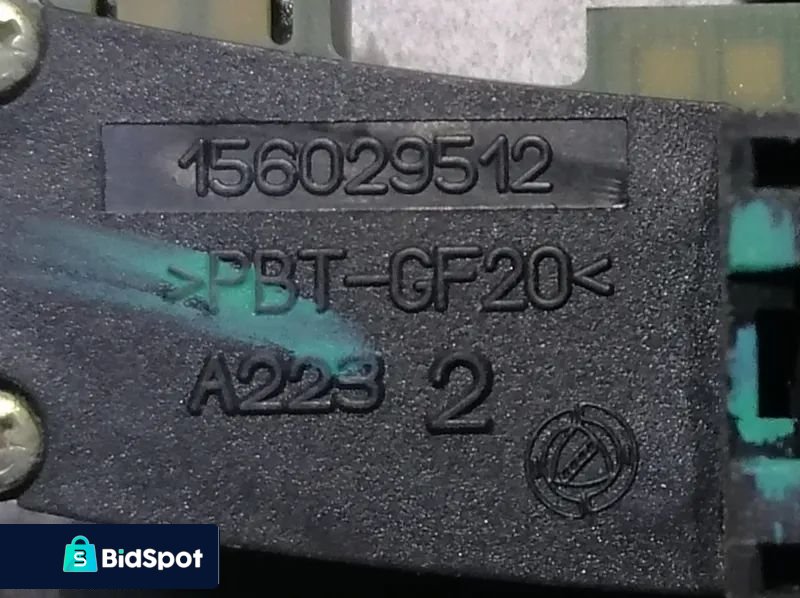 156029512
>PBT-GF20<
A223 2
BidSpot